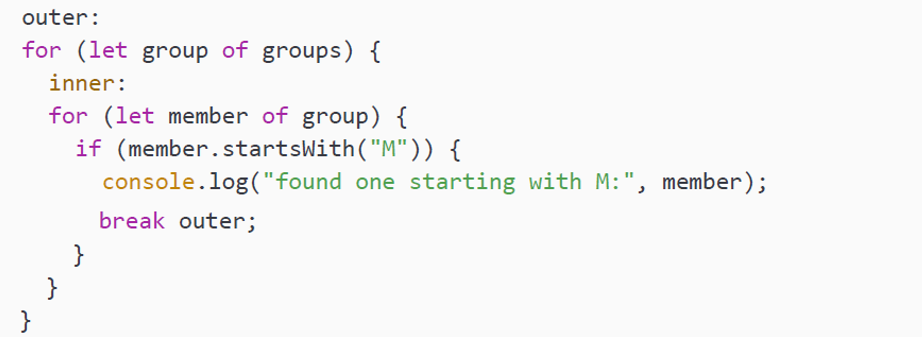 outer:
for (let group of groups) {
  inner:
  for (let member of group) {
    if (member.startsWith("M")) {
      console.log("found one starting with M:", member);
      break outer;
    }
  }
}